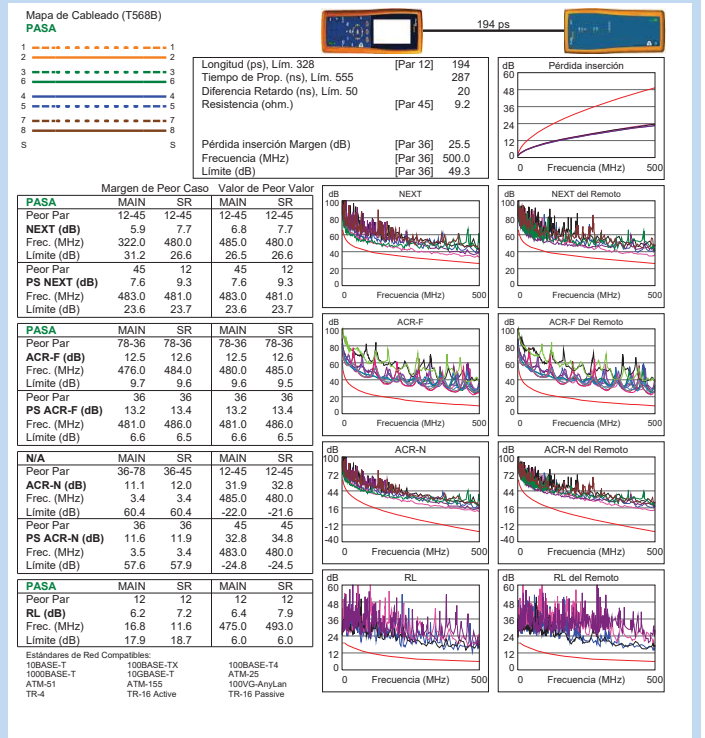 Mapa de Cableado (T568B)
PASA
1 1
2 2
3 3
6 6
4 4
5 5
7 7
8 8
S S
194 ps
Longitud (ps), Lím. 328 [Par 12] 194
Tiempo de Prop. (ns), Lím. 555 287
Diferencia Retardo (ns), Lím. 50 20
Resistencia (ohm.) [Par 45] 9.2
Pérdida inserción Margen (dB) [Par 36] 25.5
Frecuencia (MHz) [Par 36] 500.0
Límite (dB) [Par 36] 49.3
dB Pérdida inserción
60
48
36
24
12
0
0 Frecuencia (MHz) 500
Margen de Peor Caso Valor de Peor Valor
PASA MAIN SR MAIN SR
Peor Par 12-45 12-45 12-45 12-45
NEXT (dB) 5.9 7.7 6.8 7.7
Frec. (MHz) 322.0 480.0 485.0 480.0
Límite (dB) 31.2 26.6 26.5 26.6
Peor Par 45 12 45 12
PS NEXT (dB) 7.6 9.3 7.6 9.3
Frec. (MHz) 483.0 481.0 483.0 481.0
Límite (dB) 23.6 23.7 23.6 23.7
dB NEXT
100
80
60
40
20
0
0 Frecuencia (MHz) 500
dB NEXT del Remoto
100
80
60
40
20
0
0 Frecuencia (MHz) 500
PASA MAIN SR MAIN SR
Peor Par 78-36 78-36 78-36 78-36
ACR-F (dB) 12.5 12.6 12.5 12.6
Frec. (MHz) 476.0 484.0 480.0 485.0
Límite (dB) 9.7 9.6 9.6 9.5
Peor Par 36 36 36 36
PS ACR-F (dB) 13.2 13.4 13.2 13.4
Frec. (MHz) 481.0 486.0 481.0 486.0
Límite (dB) 6.6 6.5 6.6 6.5
dB ACR-F
100
80
60
40
20
0
0 Frecuencia (MHz) 500
dB ACR-F Del Remoto
100
80
60
40
20
0
0 Frecuencia (MHz) 500
N/A MAIN SR MAIN SR
Peor Par 36-78 36-45 12-45 12-45
ACR-N (dB) 11.1 12.0 31.9 32.8
Frec. (MHz) 3.4 3.4 485.0 480.0
Límite (dB) 60.4 60.4 -22.0 -21.6
Peor Par 36 36 45 45
PS ACR-N (dB) 11.6 11.9 32.8 34.8
Frec. (MHz) 3.5 3.4 483.0 480.0
Límite (dB) 57.6 57.9 -24.8 -24.5
dB ACR-N
100
72
44
16
-12
-40
0 Frecuencia (MHz) 500
dB ACR-N del Remoto
100
72
44
16
-12
-40
0 Frecuencia (MHz) 500
PASA MAIN SR MAIN SR
Peor Par 12 12 12 12
RL (dB) 6.2 7.2 6.4 7.9
Frec. (MHz) 16.8 11.6 475.0 493.0
Límite (dB) 17.9 18.7 6.0 6.0
dB RL
60
48
36
24
12
0
0 Frecuencia (MHz) 500
dB RL del Remoto
60
48
36
24
12
0
0 Frecuencia (MHz) 500
Estándares de Red Compatibles:
10BASE-T 100BASE-TX 100BASE-T4
1000BASE-T 10GBASE-T ATM-25
ATM-51 ATM-155 100VG-AnyLan
TR-4 TR-16 Active TR-16 Passive